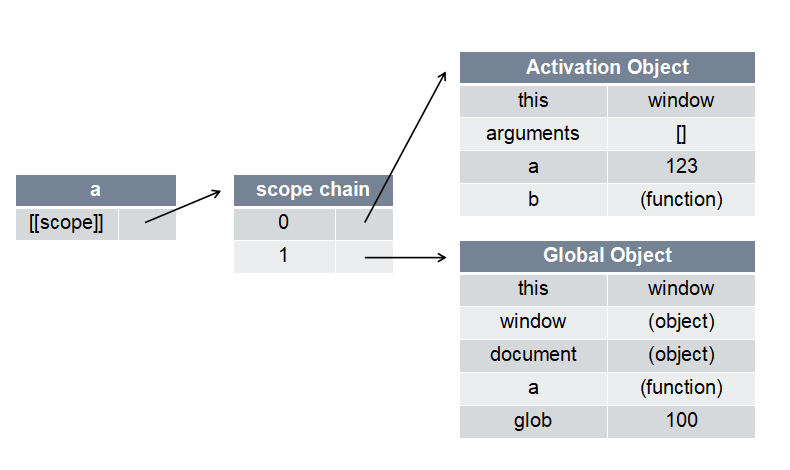 a
[[scope]]
scope chain
0
1
Activation Object
this window
arguments []
a 123
b (function)
Global Object
this window
window (object)
document (object)
a (function)
glob 100